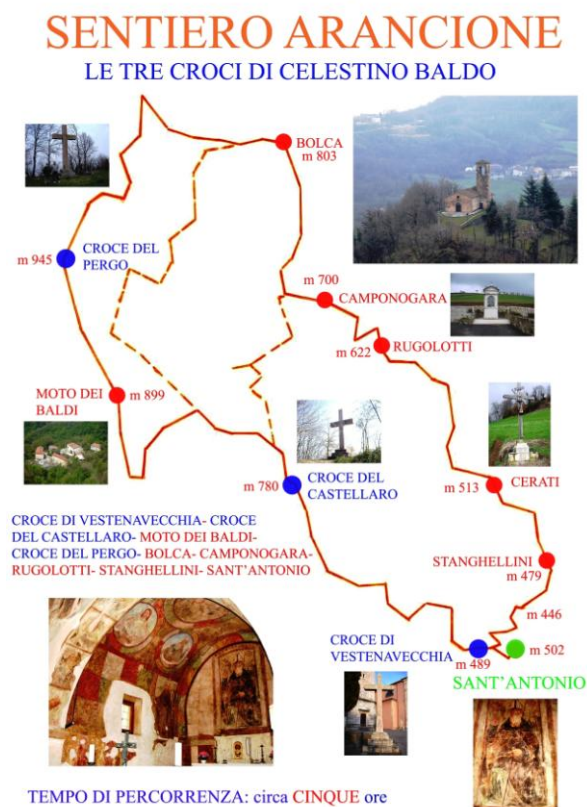 SENTIERO ARANCIONE
LE TRE CROCI DI CELESTINO BALDO
BOLCA
m 803
m 945
CROCE DEL
PERGO
m 700
CAMPONOGARA
m 622
RUGOLOTTI
MOTO DEI
BALDI
m 899
m 780
CROCE DEL
CASTELLARO
m 513
CERATI
CROCE DI VESTENAVECCHIA- CROCE
DEL CASTELLARO- MOTO DEI BALDI-
CROCE DEL PERGO- BOLCA- CAMPONOGARA-
RUGOLOTTI- STANGHELLINI- SANT'ANTONIO
STANGHELLINI
m 479
m 446
CROCE DI
VESTENAVECCHIA
m 489
m 502
SANT'ANTONIO
TEMPO DI PERCORRENZA: circa CINQUE ore